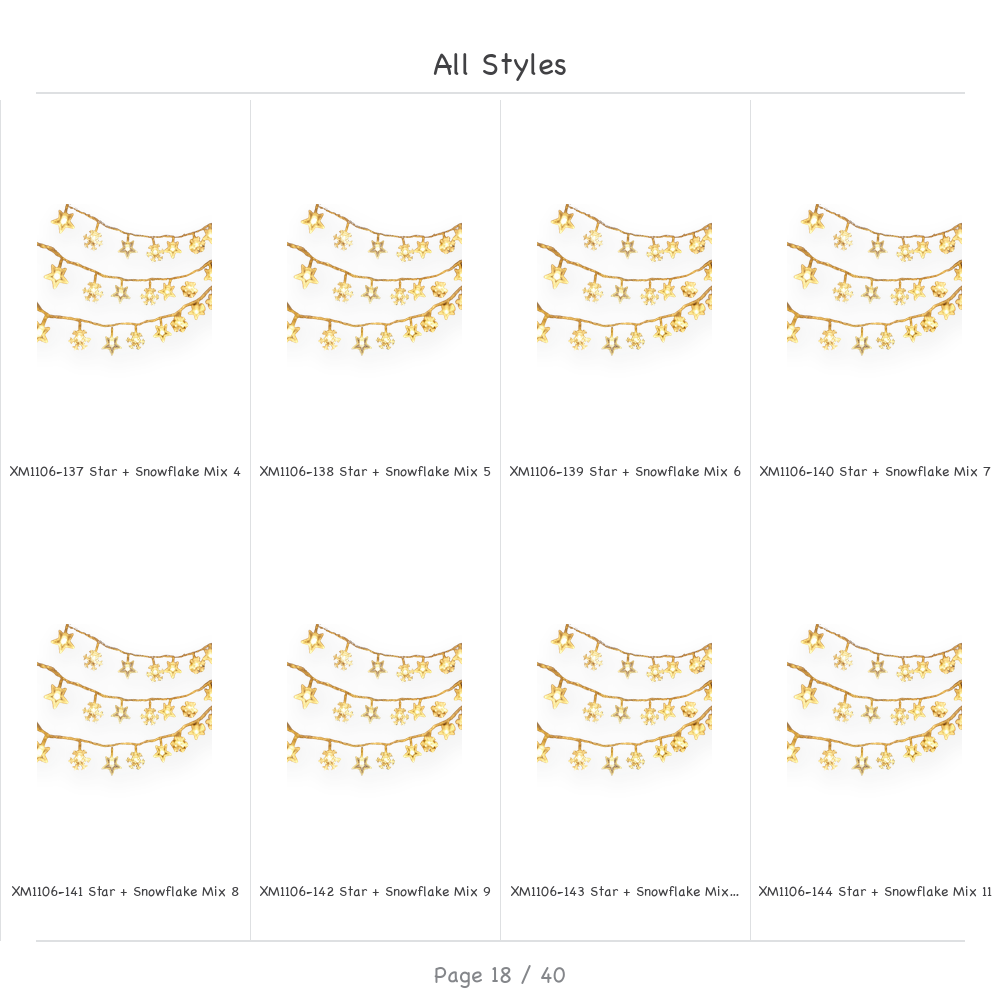 All Styles
XM1106-137 Star + Snowflake Mix 4
XM1106-138 Star + Snowflake Mix 5
XM1106-139 Star + Snowflake Mix 6
XM1106-140 Star + Snowflake Mix 7
XM1106-141 Star + Snowflake Mix 8
XM1106-142 Star + Snowflake Mix 9
XM1106-143 Star + Snowflake Mix...
XM1106-144 Star + Snowflake Mix 11
Page 18 / 40